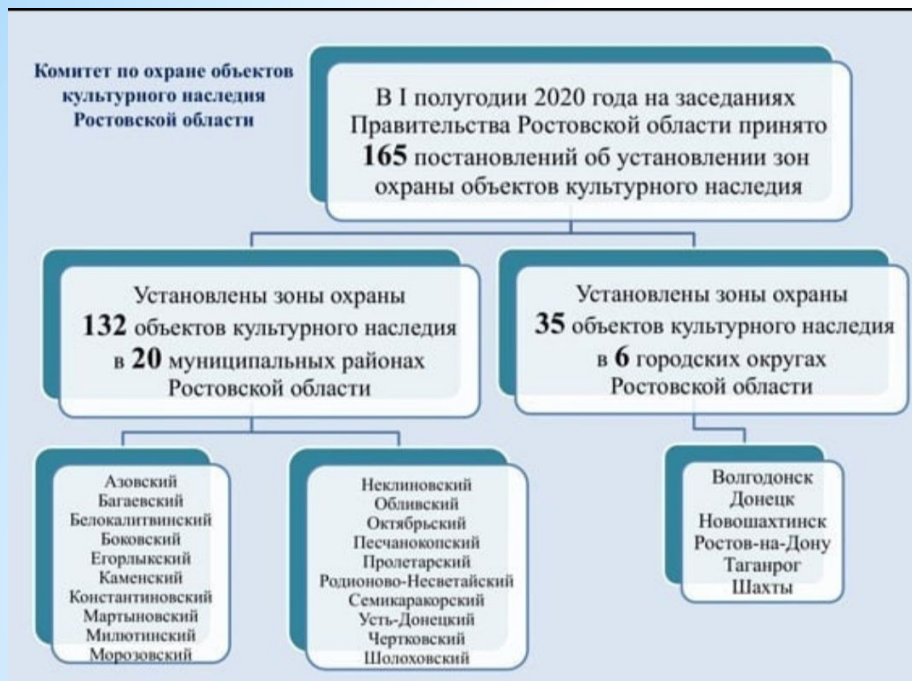 Комитет по охране объектов
культурного наследия
Ростовской области
В I полугодии 2020 года на заседаниях
Правительства Ростовской области принято
165 постановлений об установлении зон
охраны объектов культурного наследия
Установлены зоны охраны
132 объектов культурного наследия
в 20 муниципальных районах
Ростовской области
Установлены зоны охраны
35 объектов культурного наследия
в 6 городских округах
Ростовской области
Азовский
Багаевский
Белокалитвинский
Боковский
Егорлыкский
Каменский
Константиновский
Мартыновский
Милютинский
Морозовский
Неклиновский
Обливский
Октябрьский
Песчанокопский
Пролетарский
Родионово-Несветайский
Семикаракорский
Усть-Донецкий
Чертковский
Шолоховский
Волгодонск
Донецк
Новошахтинск
Ростов-на-Дону
Таганрог
Шахты